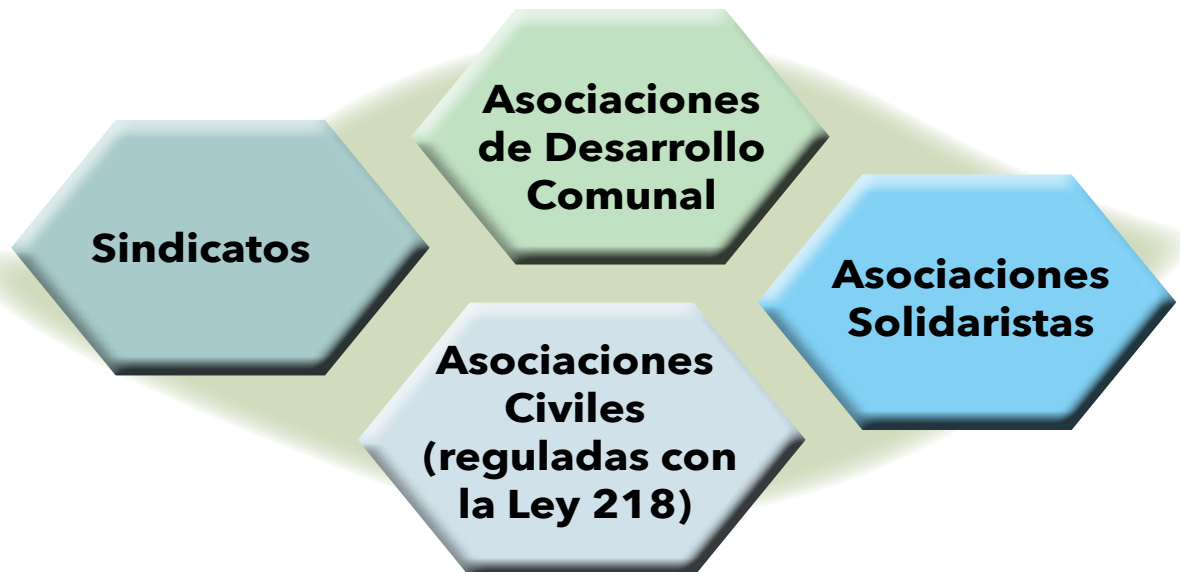 Asociaciones
de Desarrollo
Comunal
Sindicatos
Asociaciones
Solidaristas
Asociaciones
Civiles
(reguladas con
la Ley 218)